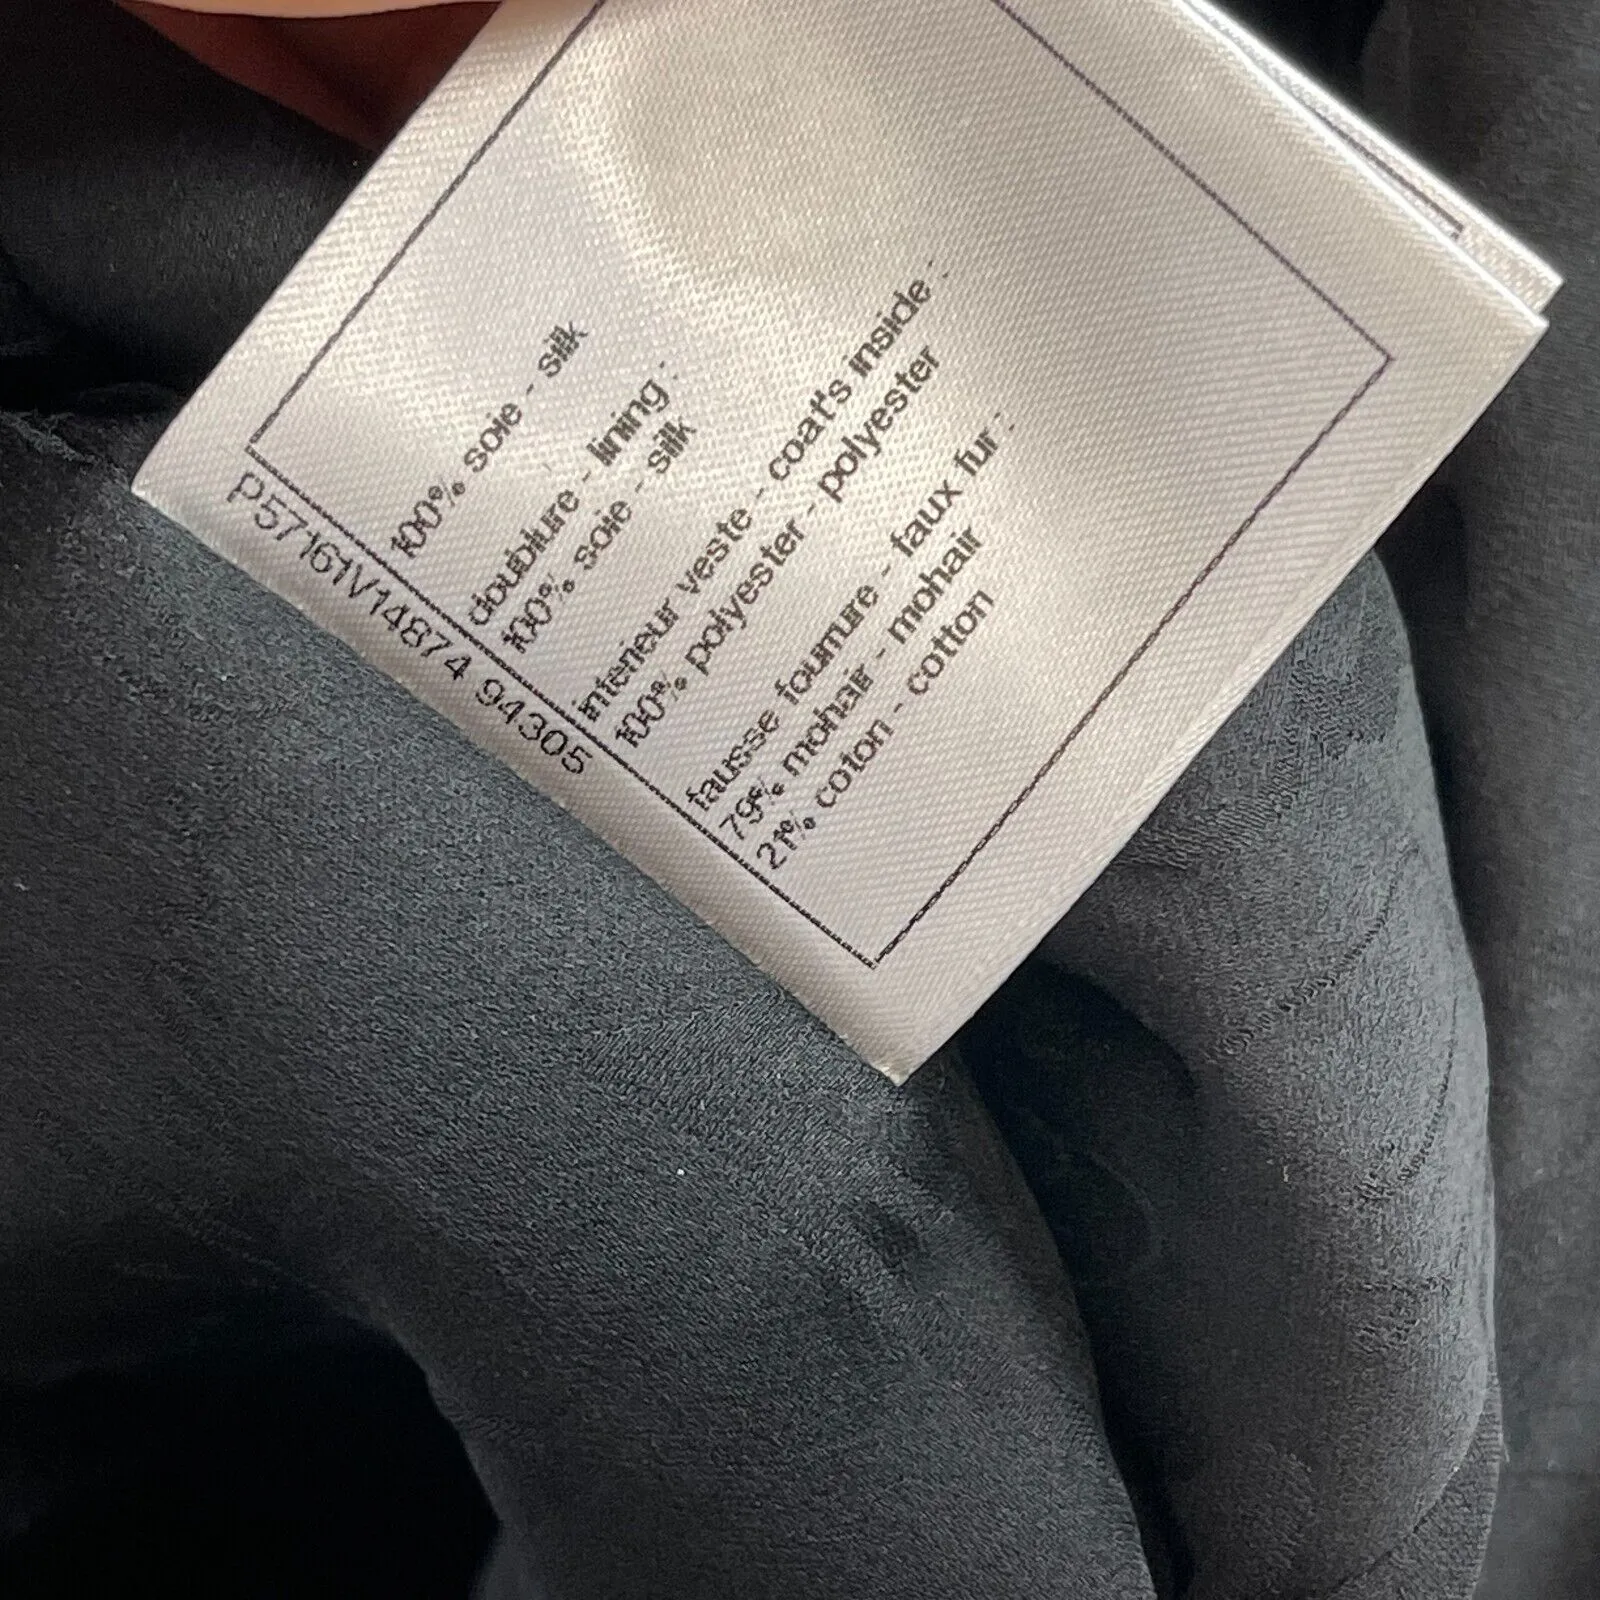 100% soie - silk
doublure - lining :
100% soie - silk
interieur veste - coat's inside :
100% polyester - polyester
fausse fourrure - faux fur :
79% mohair - mohair
21% coton - cotton
P57161V14874 94305